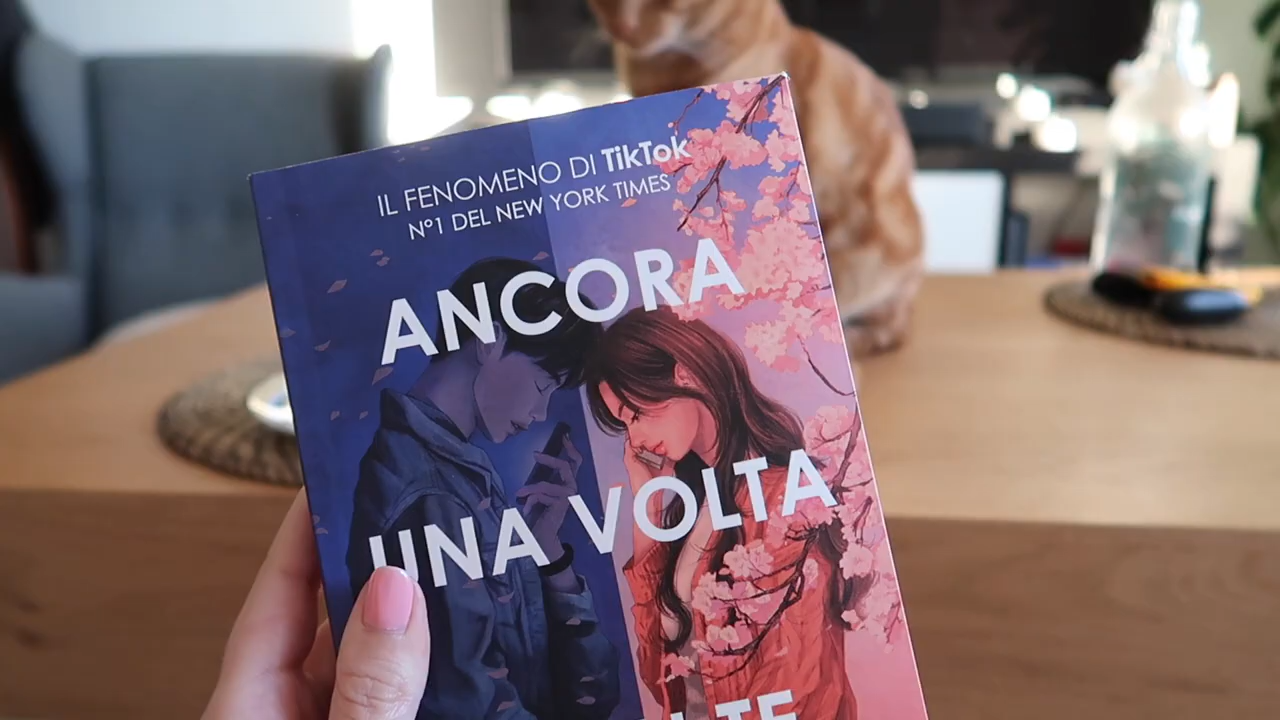 IL FENOMENO DI TikTok
N°1 DEL NEW YORK TIMES
ANCORA
UNA VOLTA